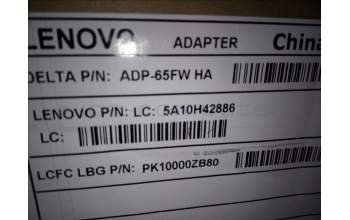 LENOVO ADAPTER China
DELTA P/N: ADP-65FW HA
LENOVO P/N: LC: 5A10H42886
LC:
LCFC LBG P/N: PK10000ZB80